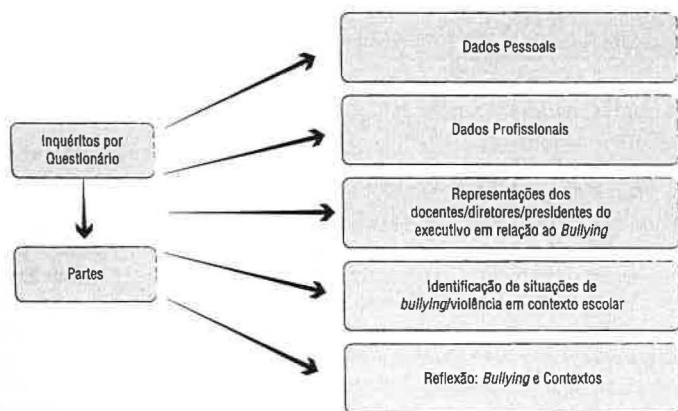 Dados Pessoais
Inquéritos por
Questionário
Dados Profissionais
Representações dos
docentes/diretores/presidentes do
executivo em relação ao Bullying
Partes
Identificação de situações de
bullying/violência em contexto escolar
Reflexão: Bullying e Contextos